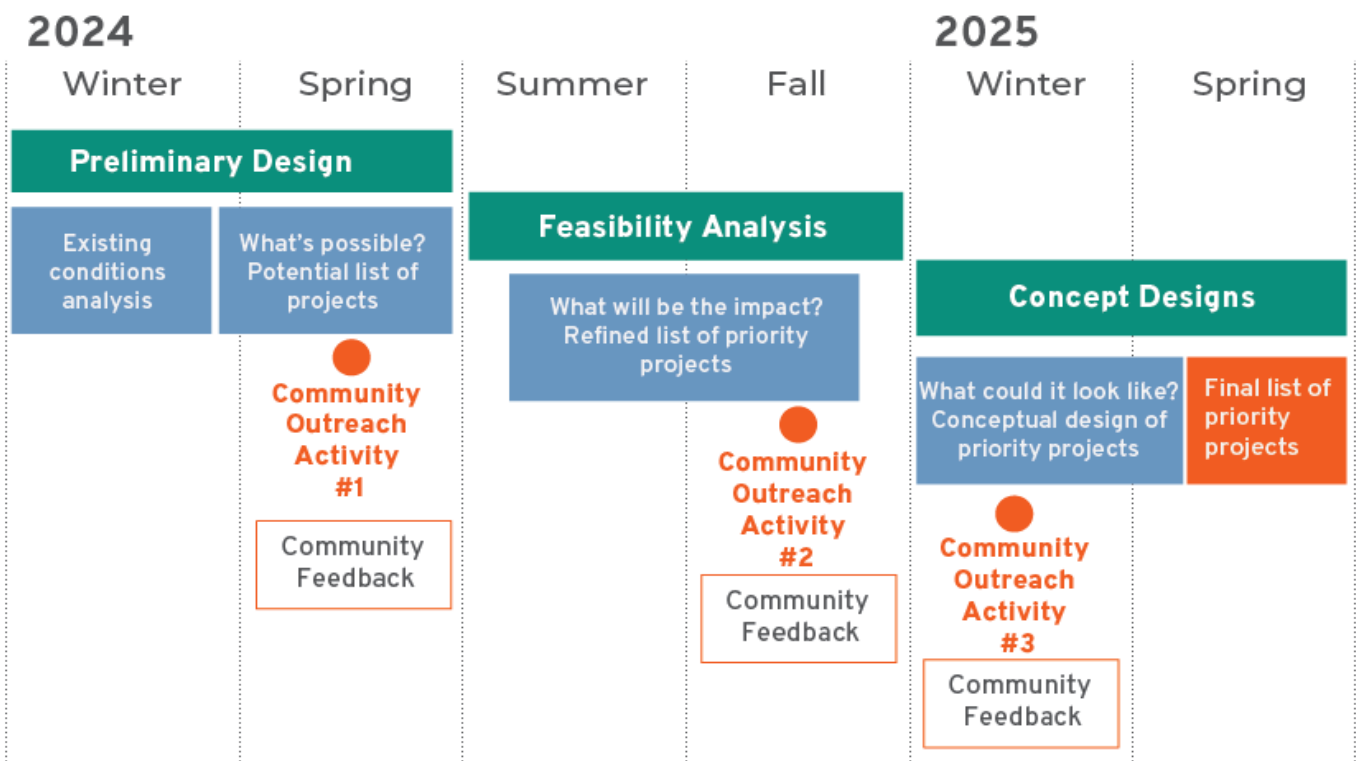 2024
2025
Winter
Spring
Summer
Fall
Winter
Spring
Preliminary Design
Existing
conditions
analysis
What's possible?
Potential list of
projects
Community
Outreach
Activity
#1
Community
Feedback
Feasibility Analysis
What will be the impact?
Refined list of priority
projects
Community
Outreach
Activity
#2
Community
Feedback
Concept Designs
What could it look like?
Conceptual design of
priority projects
Final list of
priority
projects
Community
Outreach
Activity
#3
Community
Feedback